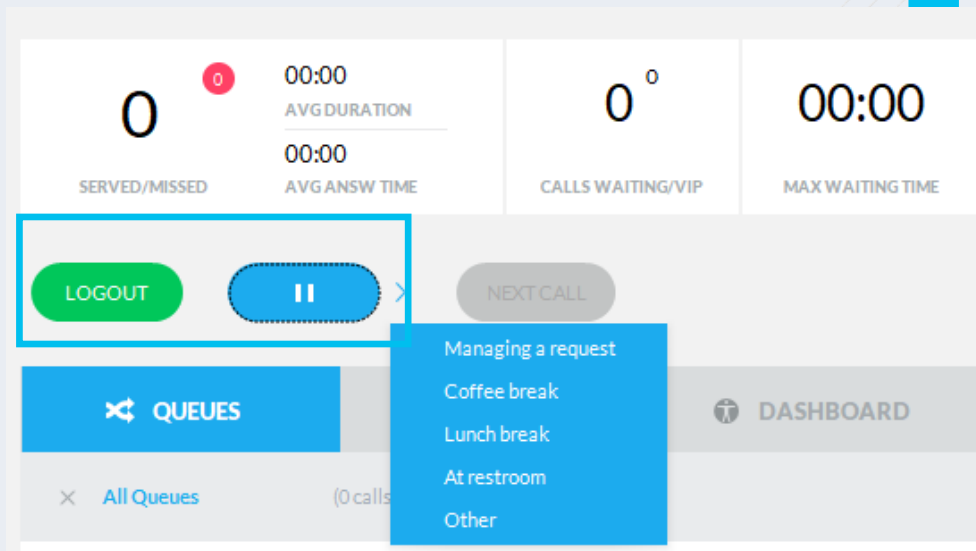 0
0
00:00
AVG DURATION
00:00
AVG ANSW TIME
SERVED/MISSED
0
0
CALLS WAITING/VIP
00:00
MAX WAITING TIME
LOGOUT
NEXT CALL
Managing a request
Coffee break
Lunch break
At restroom
Other
QUEUES
DASHBOARD
All Queues
(0 calls